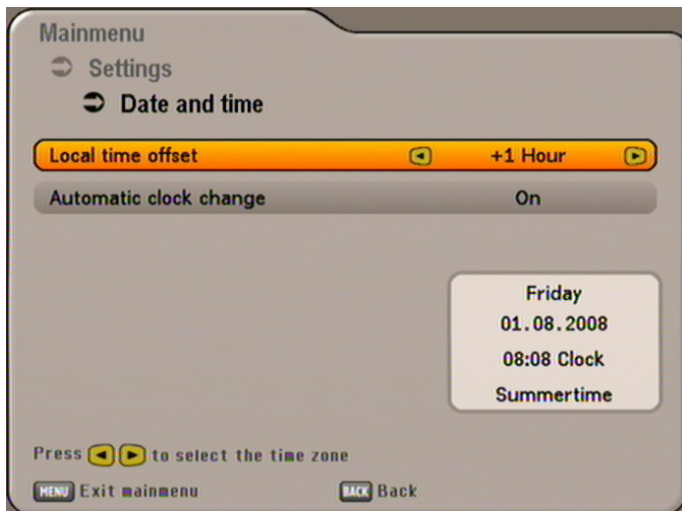 Mainmenu
Settings
Date and time
Local time offset +1 Hour
Automatic clock change On
Friday
01.08.2008
08:08 Clock
Summertime
Press to select the time zone
MENU Exit mainmenu BACK Back